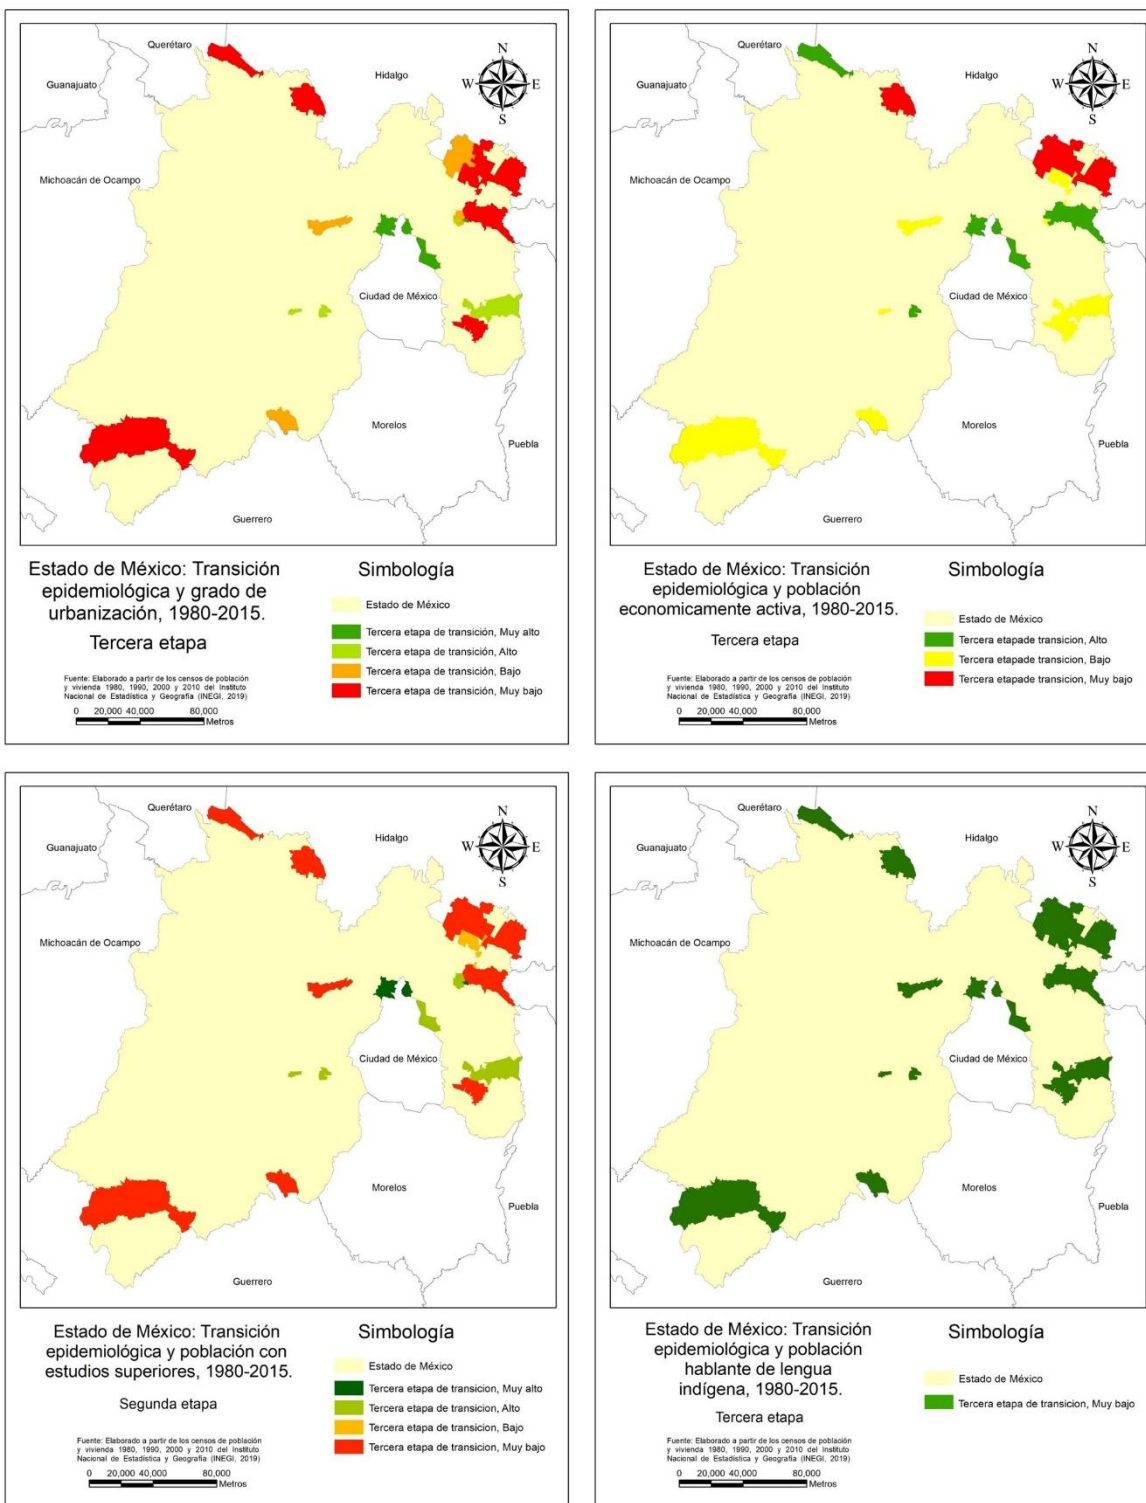 Querétaro
Guanajuato
Hidalgo
N
W
E
S
Michoacán de Ocampo
Ciudad de México
Morelos
Puebla
Guerrero
Estado de México: Transición
epidemiológica y grado de
urbanización, 1980-2015.
Tercera etapa
Fuente: Elaborado a partir de los censos de población
y vivienda 1980, 1990, 2000 y 2010 del Instituto
Nacional de Estadística y Geografía (INEGI, 2019)
0 20,000 40,000 80,000
Metros
Simbología
Estado de México
Tercera etapa de transición, Muy alto
Tercera etapa de transición, Alto
Tercera etapa de transición, Bajo
Tercera etapa de transición, Muy bajo
Querétaro
Guanajuato
Hidalgo
N
W
E
S
Michoacán de Ocampo
Ciudad de México
Morelos
Puebla
Guerrero
Estado de México: Transición
epidemiológica y población
economicamente activa, 1980-2015.
Tercera etapa
Fuente: Elaborado a partir de los censos de población
y vivienda 1980, 1990, 2000 y 2010 del Instituto
Nacional de Estadística y Geografía (INEGI, 2019)
0 20,000 40,000 80,000
Metros
Simbología
Estado de México
Tercera etapade transicion, Alto
Tercera etapade transicion, Bajo
Tercera etapade transicion, Muy bajo
Querétaro
Guanajuato
Hidalgo
N
W
E
S
Michoacán de Ocampo
Ciudad de México
Morelos
Puebla
Guerrero
Estado de México: Transición
epidemiológica y población con
estudios superiores, 1980-2015.
Segunda etapa
Fuente: Elaborado a partir de los censos de población
y vivienda 1980, 1990, 2000 y 2010 del Instituto
Nacional de Estadística y Geografía (INEGI, 2019)
0 20,000 40,000 80,000
Metros
Simbología
Estado de México
Tercera etapa de transicion, Muy alto
Tercera etapa de transicion, Alto
Tercera etapa de transicion, Bajo
Tercera etapa de transicion, Muy bajo
Querétaro
Guanajuato
Hidalgo
N
W
E
S
Michoacán de Ocampo
Ciudad de México
Morelos
Puebla
Guerrero
Estado de México: Transición
epidemiológica y población
hablante de lengua
indígena, 1980-2015.
Tercera etapa
Fuente: Elaborado a partir de los censos de población
y vivienda 1980, 1990, 2000 y 2010 del Instituto
Nacional de Estadística y Geografía (INEGI, 2019)
0 20,000 40,000 80,000
Metros
Simbología
Estado de México
Tercera etapa de transicion, Muy bajo